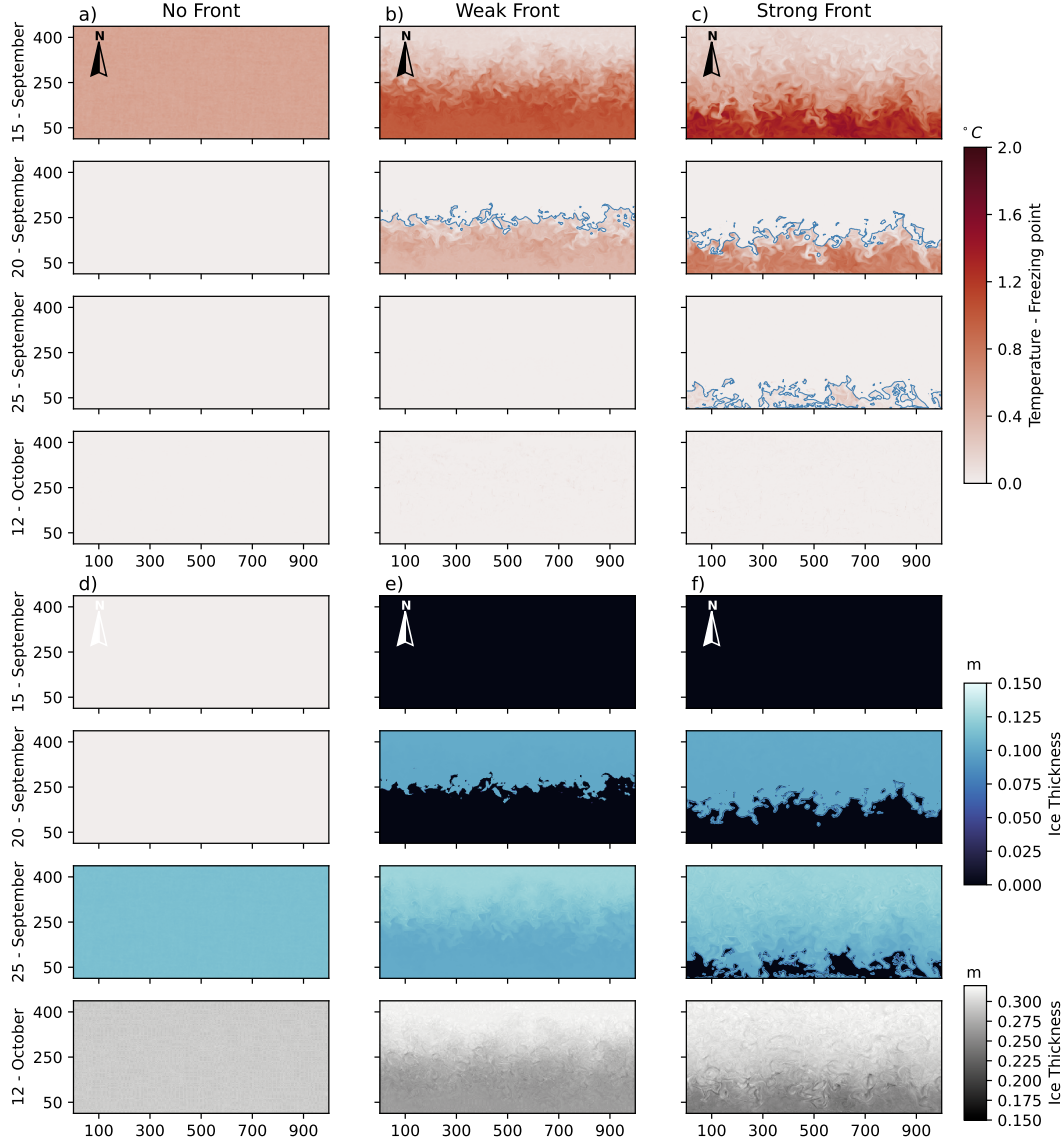 a) No Front b) Weak Front c) Strong Front
N N N
15 - September
400
250
50
20 - September
400
250
50
25 - September
400
250
50
12 - October
400
250
50
100 300 500 700 900 100 300 500 700 900 100 300 500 700 900
°C
2.0
1.6
1.2
0.8
0.4
0.0
Temperature - Freezing point
d) e) f)
N N N
15 - September
400
250
50
20 - September
400
250
50
25 - September
400
250
50
12 - October
400
250
50
100 300 500 700 900 100 300 500 700 900 100 300 500 700 900
m
0.150
0.125
0.100
0.075
0.050
0.025
0.000
Ice Thickness
m
0.300
0.275
0.250
0.225
0.200
0.175
0.150
Ice Thickness